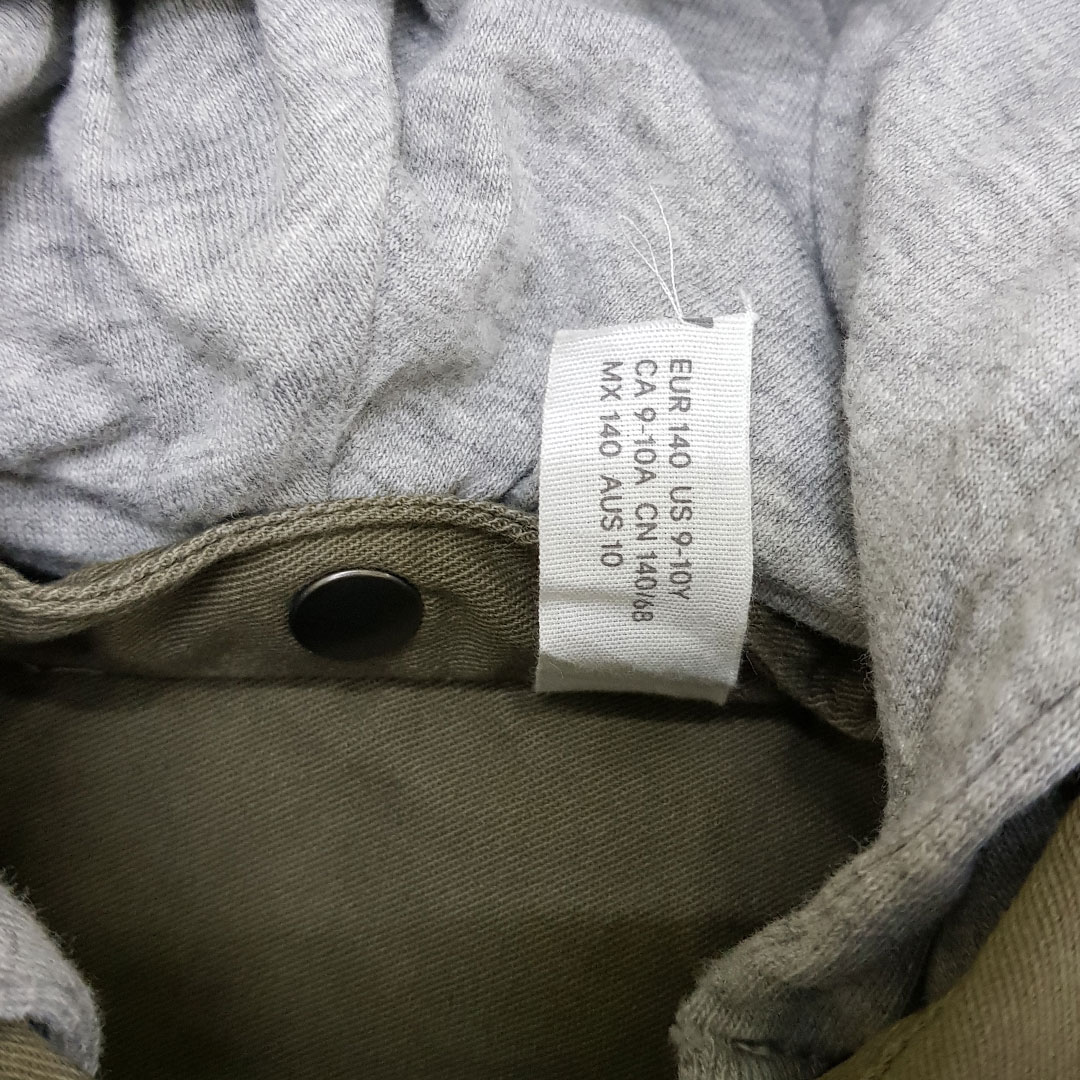 EUR 140 US 9-10Y
CA 9-10A CN 140/68
MX 140 AUS 10